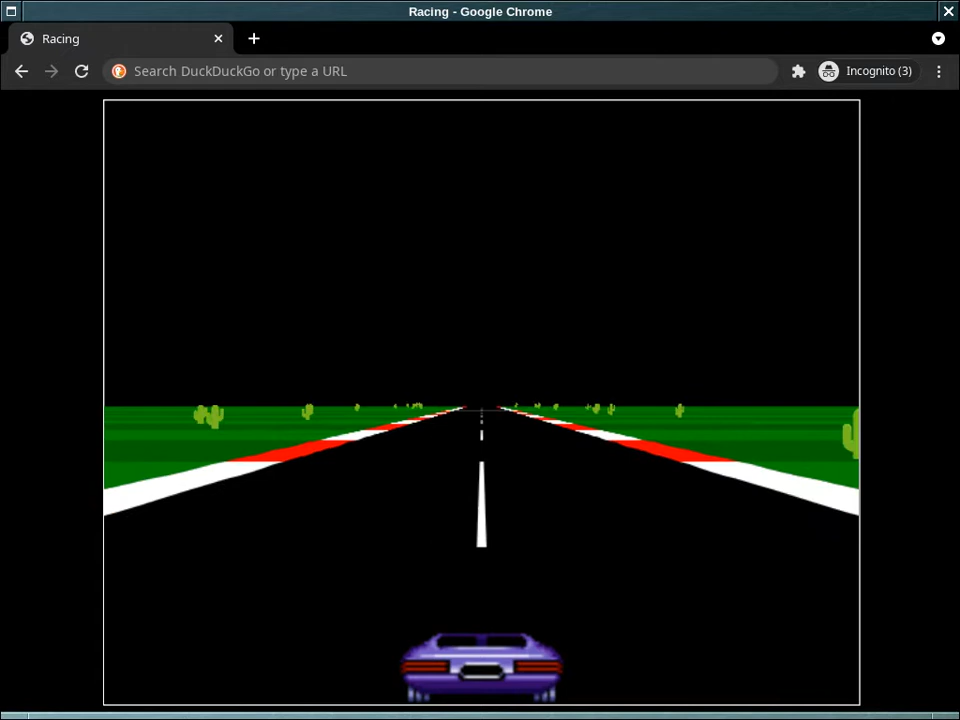 Racing - Google Chrome
Racing
Search DuckDuckGo or type a URL
Incognito (3)